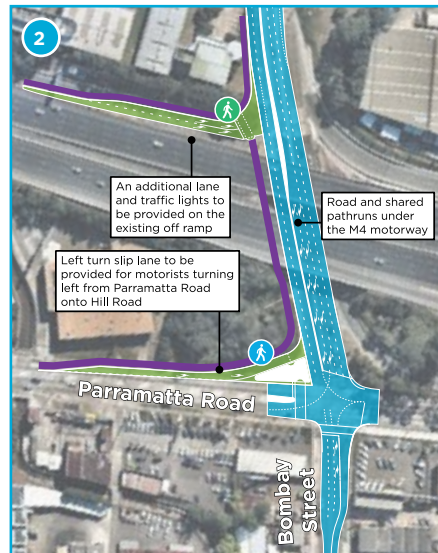 2
An additional lane
and traffic lights to
be provided on the
existing off ramp
Road and shared
pathruns under
the M4 motorway
Left turn slip lane to be
provided for motorists turning
left from Parramatta Road
onto Hill Road
Parramatta Road
Bombay
Street